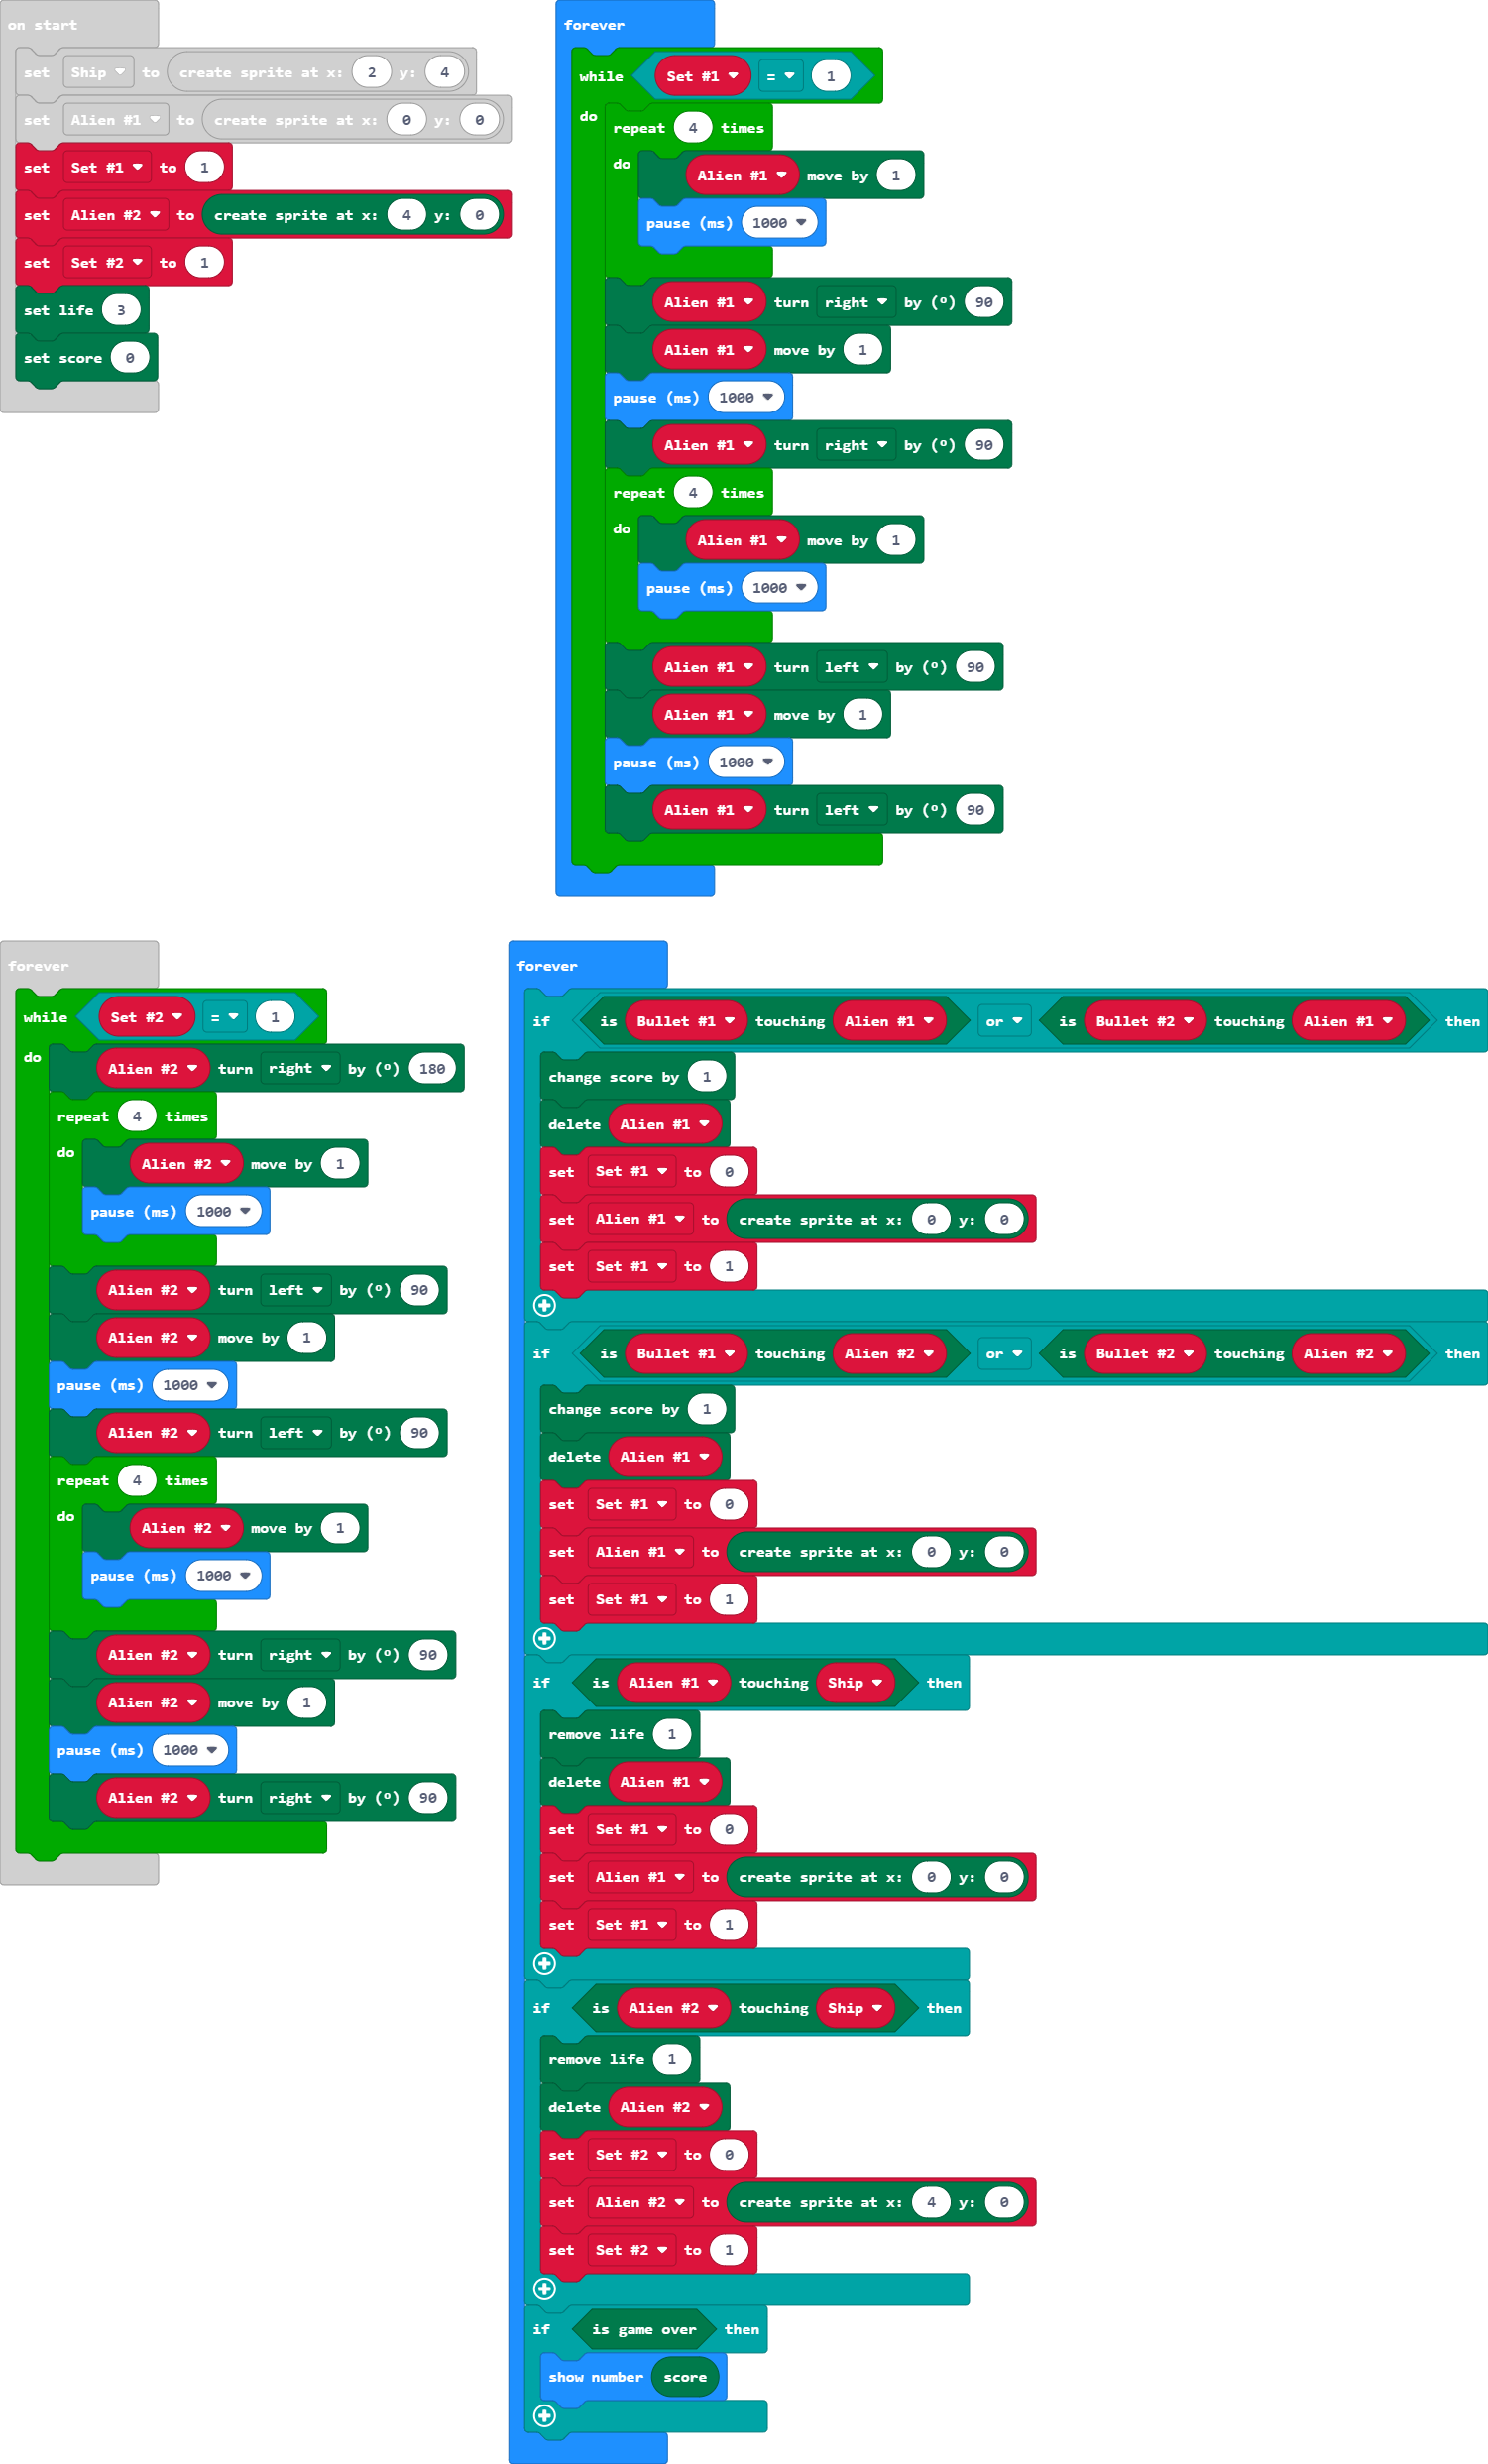 on start
set Ship to create sprite at x: 2 y: 4
set Alien #1 to create sprite at x: 0 y: 0
set Set #1 to 1
set Alien #2 to create sprite at x: 4 y: 0
set Set #2 to 1
set life 3
set score 0
forever
while Set #1 = 1
do
repeat 4 times
do
Alien #1 move by 1
pause (ms) 1000
Alien #1 turn right by (º) 90
Alien #1 move by 1
pause (ms) 1000
Alien #1 turn right by (º) 90
repeat 4 times
do
Alien #1 move by 1
pause (ms) 1000
Alien #1 turn left by (º) 90
Alien #1 move by 1
pause (ms) 1000
Alien #1 turn left by (º) 90
forever
while Set #2 = 1
do
Alien #2 turn right by (º) 180
repeat 4 times
do
Alien #2 move by 1
pause (ms) 1000
Alien #2 turn left by (º) 90
Alien #2 move by 1
pause (ms) 1000
Alien #2 turn left by (º) 90
repeat 4 times
do
Alien #2 move by 1
pause (ms) 1000
Alien #2 turn right by (º) 90
Alien #2 move by 1
pause (ms) 1000
Alien #2 turn right by (º) 90
forever
if is Bullet #1 touching Alien #1 or is Bullet #2 touching Alien #1 then
change score by 1
delete Alien #1
set Set #1 to 0
set Alien #1 to create sprite at x: 0 y: 0
set Set #1 to 1
if is Bullet #1 touching Alien #2 or is Bullet #2 touching Alien #2 then
change score by 1
delete Alien #1
set Set #1 to 0
set Alien #1 to create sprite at x: 0 y: 0
set Set #1 to 1
if is Alien #1 touching Ship then
remove life 1
delete Alien #1
set Set #1 to 0
set Alien #1 to create sprite at x: 0 y: 0
set Set #1 to 1
if is Alien #2 touching Ship then
remove life 1
delete Alien #2
set Set #2 to 0
set Alien #2 to create sprite at x: 4 y: 0
set Set #2 to 1
if is game over then
show number score